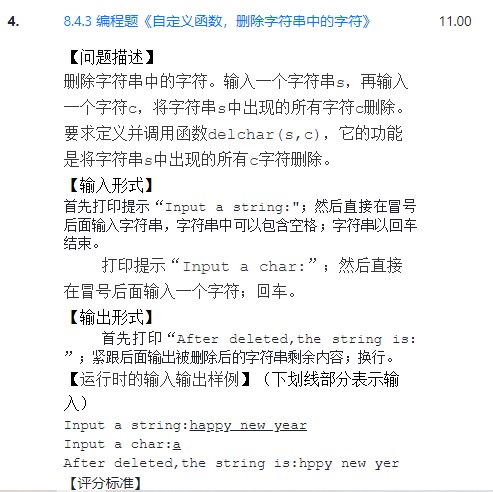 4. 8.4.3 编程题《自定义函数，删除字符串中的字符》 11.00
【问题描述】
删除字符串中的字符。输入一个字符串s，再输入
一个字符c，将字符串s中出现的所有字符c删除。
要求定义并调用函数delchar(s,c)，它的功能
是将字符串s中出现的所有c字符删除。
【输入形式】
首先打印提示“Input a string:"；然后直接在冒号
后面输入字符串，字符串中可以包含空格；字符串以回车
结束。
打印提示“Input a char:”；然后直接
在冒号后面输入一个字符；回车。
【输出形式】
首先打印“After deleted,the string is:
”；紧跟后面输出被删除后的字符串剩余内容；换行。
【运行时的输入输出样例】（下划线部分表示输
入）
Input a string:happy new year
Input a char:a
After deleted,the string is:hppy new yer
【评分标准】